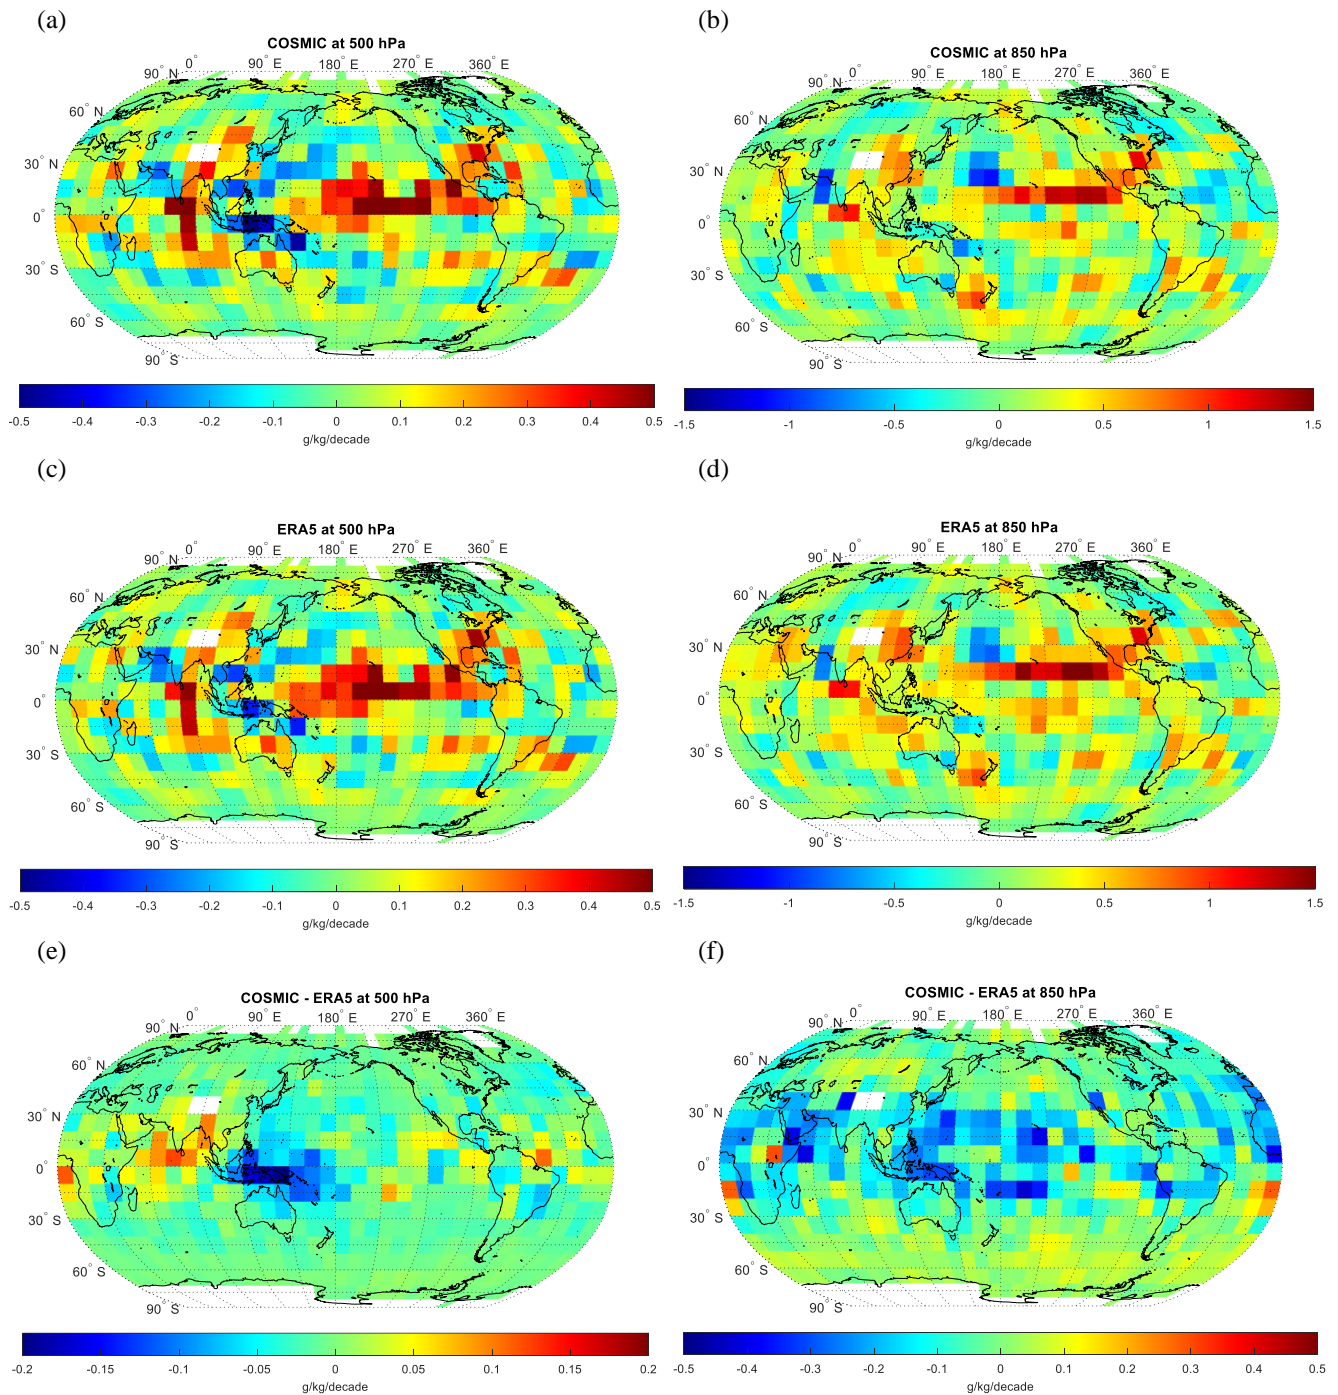 (a)
(b)
COSMIC at 500 hPa
COSMIC at 850 hPa
90° N 0° 90° E 180° E 270° E 360° E
90° N 0° 90° E 180° E 270° E 360° E
60° N
60° N
30° N
30° N
0°
0°
30° S
30° S
60° S
60° S
90° S
90° S
-0.5 -0.4 -0.3 -0.2 -0.1 0 0.1 0.2 0.3 0.4 0.5
-1.5 -1 -0.5 0 0.5 1 1.5
g/kg/decade
g/kg/decade
(c)
(d)
ERA5 at 500 hPa
ERA5 at 850 hPa
90° N 0° 90° E 180° E 270° E 360° E
90° N 0° 90° E 180° E 270° E 360° E
60° N
60° N
30° N
30° N
0°
0°
30° S
30° S
60° S
60° S
90° S
90° S
-0.5 -0.4 -0.3 -0.2 -0.1 0 0.1 0.2 0.3 0.4 0.5
-1.5 -1 -0.5 0 0.5 1 1.5
g/kg/decade
g/kg/decade
(e)
(f)
COSMIC - ERA5 at 500 hPa
COSMIC - ERA5 at 850 hPa
90° N 0° 90° E 180° E 270° E 360° E
90° N 0° 90° E 180° E 270° E 360° E
60° N
60° N
30° N
30° N
0°
0°
30° S
30° S
60° S
60° S
90° S
90° S
-0.2 -0.15 -0.1 -0.05 0 0.05 0.1 0.15 0.2
-0.5 -0.4 -0.3 -0.2 -0.1 0 0.1 0.2 0.3 0.4 0.5
g/kg/decade
g/kg/decade